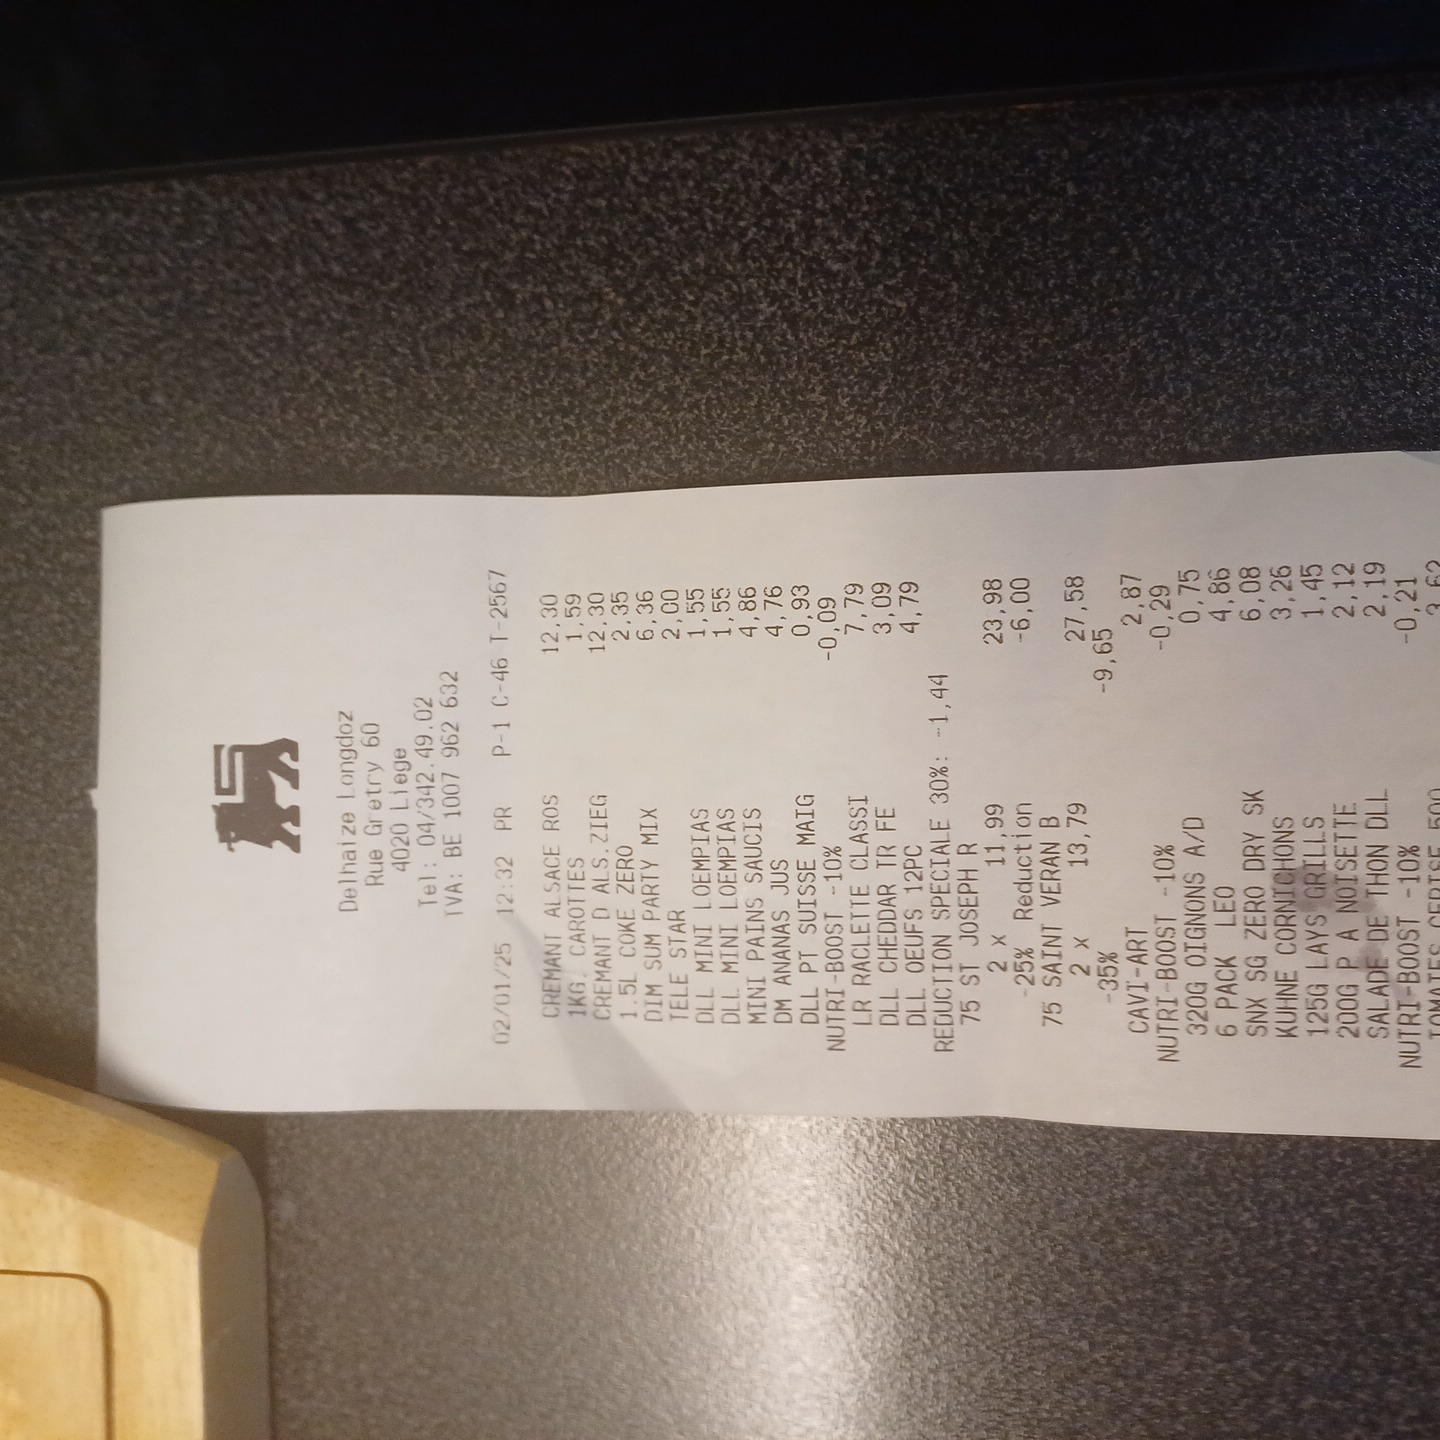 Delhaize Longdoz
Rue Gretry 60
4020 Liege
Tel: 04/342.49.02
TVA: BE 1007 962 632
02/01/25 12:32 PR P-1 C-46 T-2567
CREMANT ALSACE ROS 12,30
1KG. CAROTTES 1,59
CREMANT D ALS.ZIEG 12,30
1.5L COKE ZERO 2,35
DIM SUM PARTY MIX 6,36
TELE STAR 2,00
DLL MINI LOEMPIAS 1,55
DLL MINI LOEMPIAS 1,55
MINI PAINS SAUCIS 4,86
DM ANANAS JUS 4,76
DLL PT SUISSE MAIG 0,93
NUTRI-BOOST -10% -0,09
LR RACLETTE CLASSI 7,79
DLL CHEDDAR TR FE 3,09
DLL OEUFS 12PC 4,79
REDUCTION SPECIALE 30%: -1,44
75 ST JOSEPH R
2 x 11,99 23,98
-25% Reduction -6,00
75 SAINT VERAN B
2 x 13,79 27,58
-35% -9,65
CAVI-ART 2,87
NUTRI-BOOST -10% -0,29
320G OIGNONS A/D 0,75
6 PACK LEO 4,86
SNX SG ZERO DRY SK 6,08
KUHNE CORNICHONS 3,26
125G LAYS GRILLS 1,45
200G P A NOISETTE 2,12
SALADE DE THON DLL 2,19
NUTRI-BOOST -10% -0,21
TOMATES CERISE 500 3,62